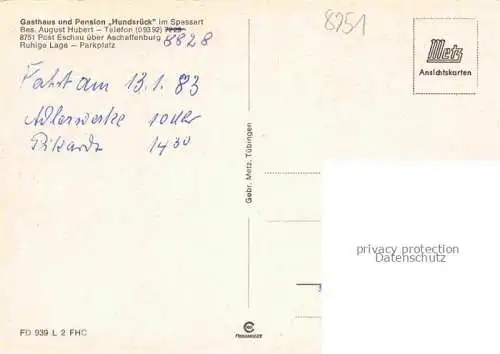 Gasthaus und Pension „Hundsrück" im Spessart
Bes. August Hubert – Telefon (09392)
8751 Post Eschau über Aschaffenburg 8828
Ruhige Lage – Parkplatz
8751
Metz
Ansichtskarten
Fahrt am 13.1.83
Adlerwerke 10 Uhr
1430
Gebr. Metz, Tübingen
privacy protection
Datenschutz
FD 939 L 2 FHC